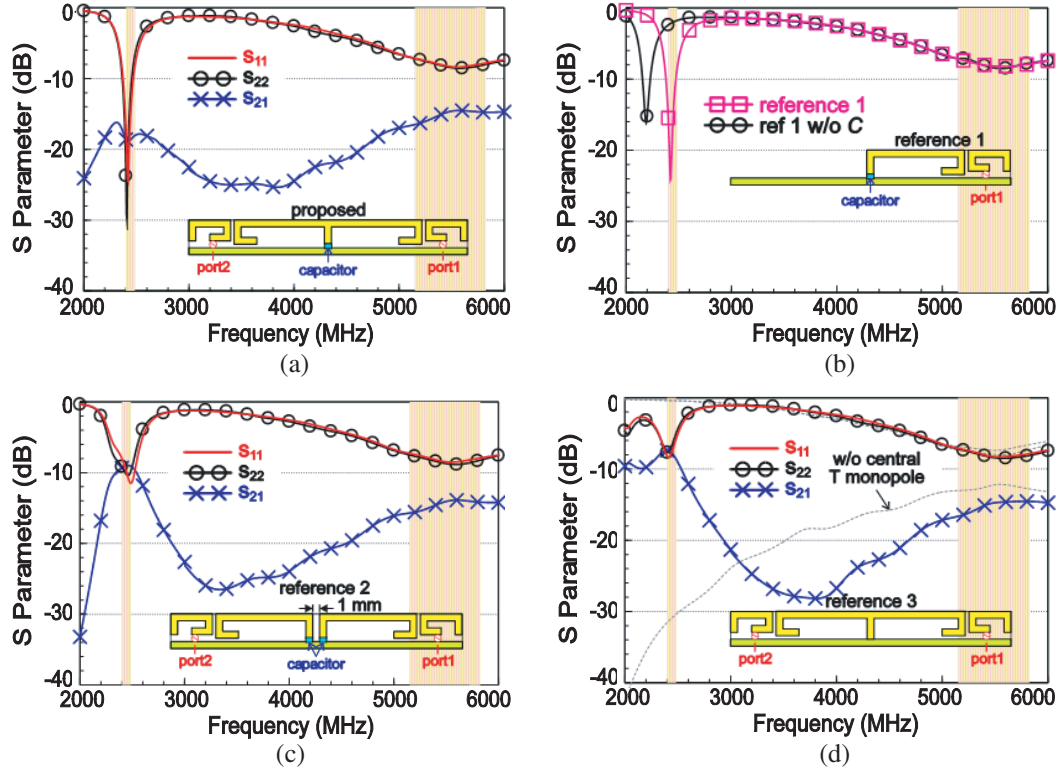 0
-10
-20
-30
-40
S Parameter (dB)
S11
S22
S21
proposed
port2
capacitor
port1
2000 3000 4000 5000 6000
Frequency (MHz)
(a)
0
-10
-20
-30
-40
S Parameter (dB)
reference 1
ref 1 w/o C
reference 1
capacitor
port1
2000 3000 4000 5000 6000
Frequency (MHz)
(b)
0
-10
-20
-30
-40
S Parameter (dB)
S11
S22
S21
reference 2
1 mm
port2
capacitor
port1
2000 3000 4000 5000 6000
Frequency (MHz)
(c)
0
-10
-20
-30
-40
S Parameter (dB)
S11
S22
S21
w/o central
T monopole
reference 3
port2
port1
2000 3000 4000 5000 6000
Frequency (MHz)
(d)